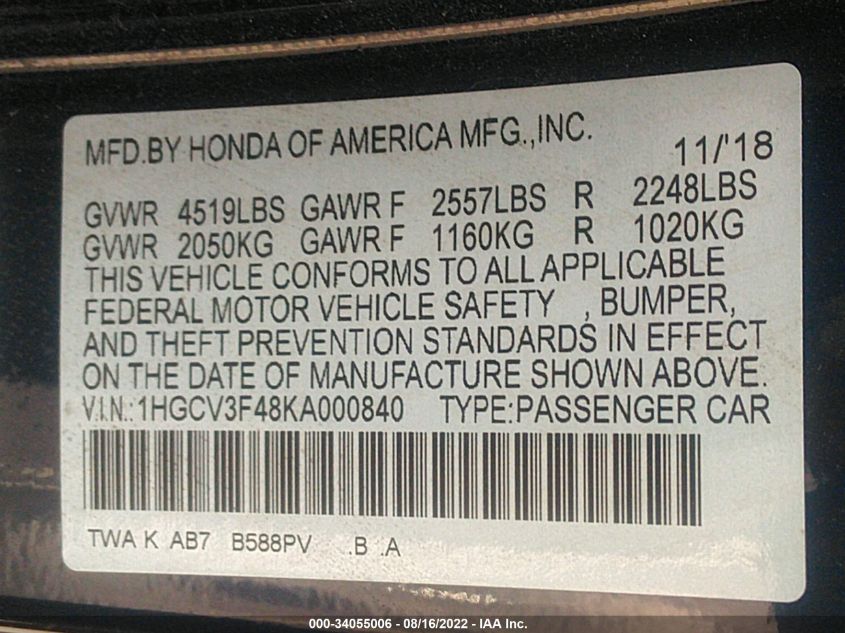 MFD.BY HONDA OF AMERICA MFG.,INC. 11/'18
GVWR 4519LBS GAWR F 2557LBS R 2248LBS
GVWR 2050KG GAWR F 1160KG R 1020KG
THIS VEHICLE CONFORMS TO ALL APPLICABLE
FEDERAL MOTOR VEHICLE SAFETY , BUMPER,
AND THEFT PREVENTION STANDARDS IN EFFECT
ON THE DATE OF MANUFACTURE SHOWN ABOVE.
V.I.N.:1HGCV3F48KA000840 TYPE:PASSENGER CAR
TWA K AB7 B588PV .B .A
000-34055006 - 08/16/2022 - IAA Inc.